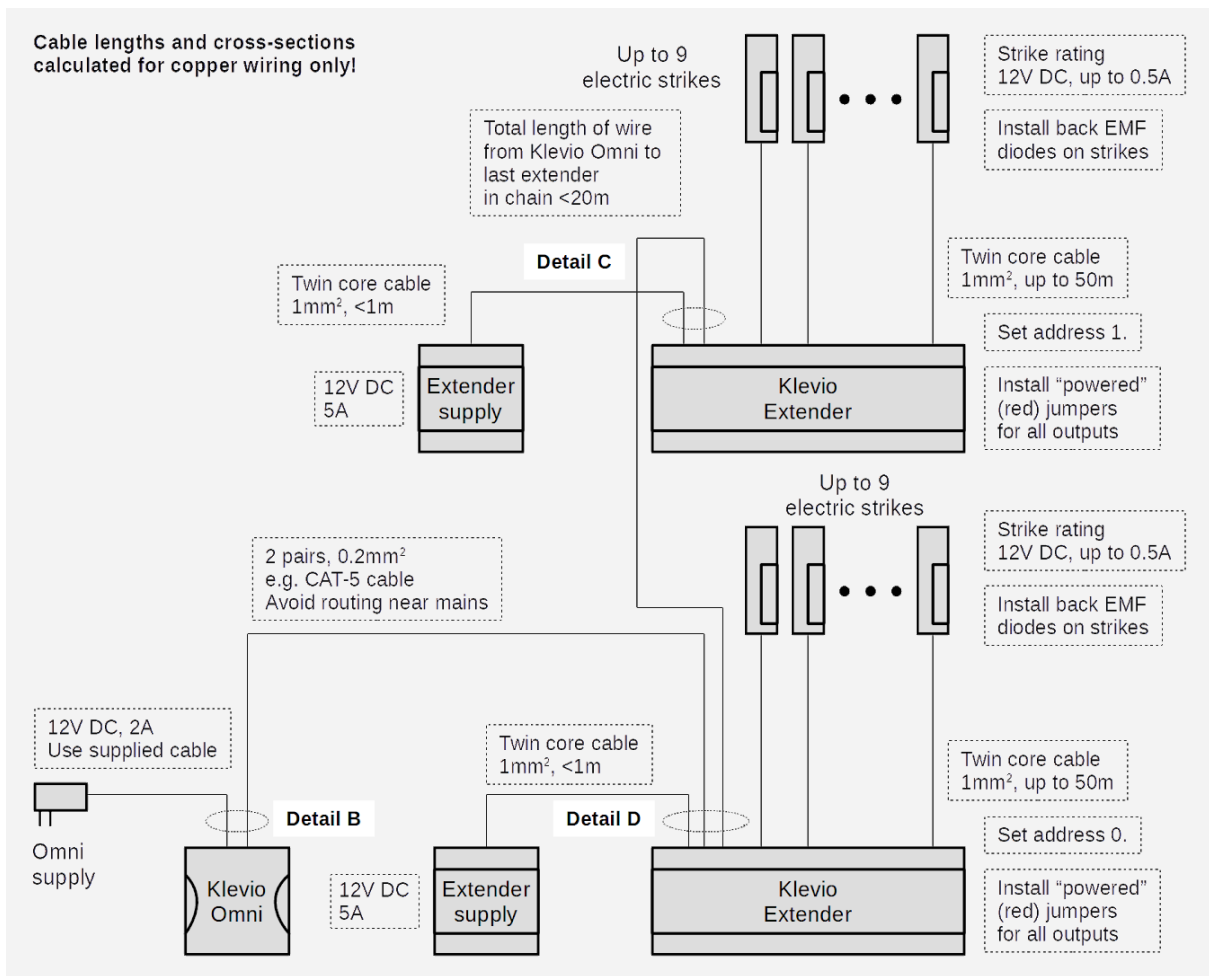 Cable lengths and cross-sections
calculated for copper wiring only!
Up to 9
electric strikes
Strike rating
12V DC, up to 0.5A
Install back EMF
diodes on strikes
Total length of wire
from Klevio Omni to
last extender
in chain <20m
Detail C
Twin core cable
1mm², <1m
Twin core cable
1mm², up to 50m
Set address 1.
12V DC
5A
Extender
supply
Klevio
Extender
Install “powered”
(red) jumpers
for all outputs
Up to 9
electric strikes
Strike rating
12V DC, up to 0.5A
Install back EMF
diodes on strikes
2 pairs, 0.2mm²
e.g. CAT-5 cable
Avoid routing near mains
12V DC, 2A
Use supplied cable
Twin core cable
1mm², <1m
Twin core cable
1mm², up to 50m
Detail B
Detail D
Set address 0.
Omni
supply
Klevio
Omni
12V DC
5A
Extender
supply
Klevio
Extender
Install “powered”
(red) jumpers
for all outputs